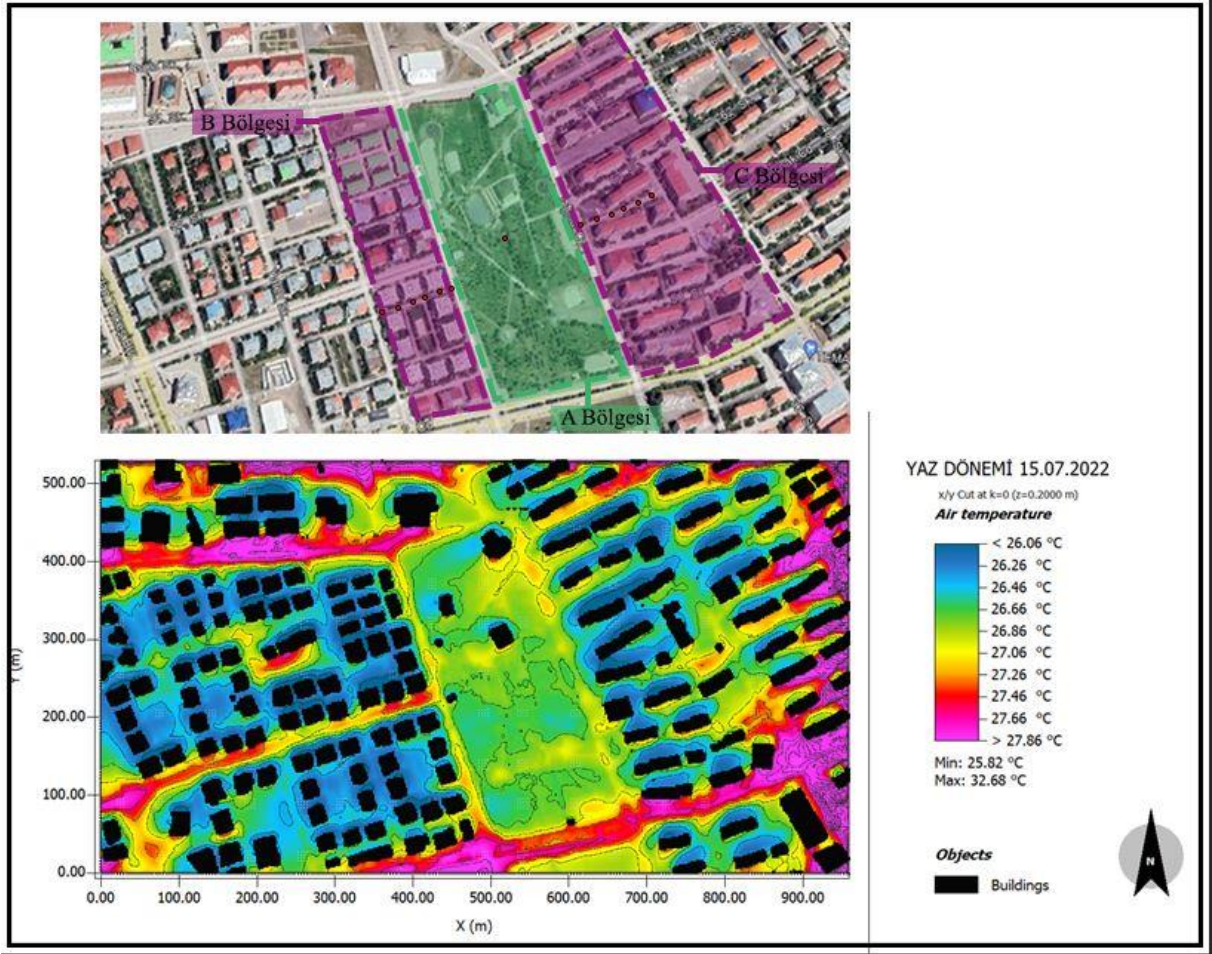 B Bölgesi
C Bölgesi
A Bölgesi
YAZ DÖNEMİ 15.07.2022
x/y Cut at k=0 (z=0.2000 m)
Air temperature
< 26.06 °C
26.26 °C
26.46 °C
26.66 °C
26.86 °C
27.06 °C
27.26 °C
27.46 °C
27.66 °C
> 27.86 °C
Min: 25.82 °C
Max: 32.68 °C
Objects
Buildings
N
500.00
400.00
300.00
200.00
100.00
0.00
Y (m)
0.00 100.00 200.00 300.00 400.00 500.00 600.00 700.00 800.00 900.00
X (m)